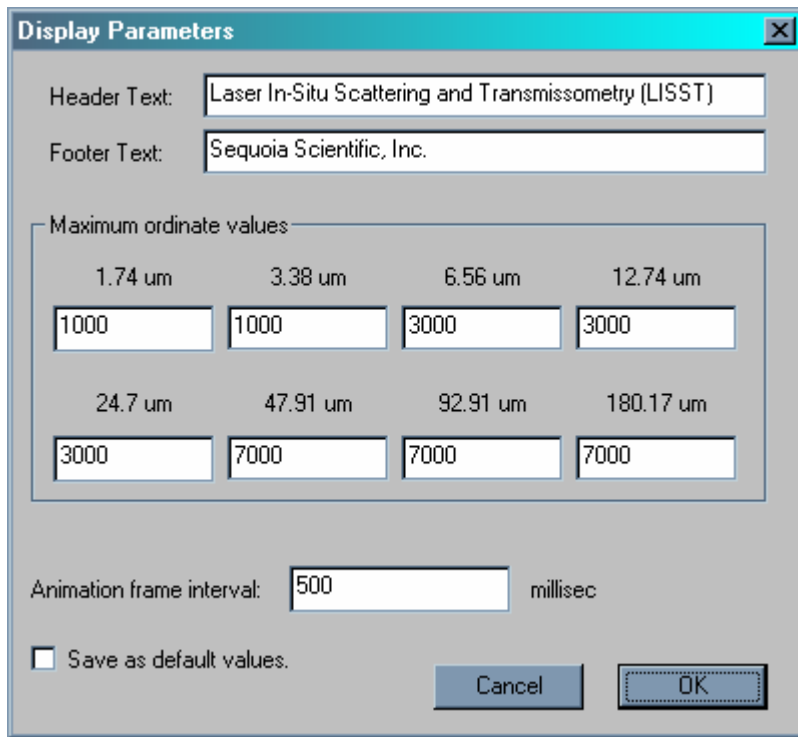 Display Parameters
Header Text: Laser In-Situ Scattering and Transmissometry (LISST)
Footer Text: Sequoia Scientific, Inc.
Maximum ordinate values
1.74 um 3.38 um 6.56 um 12.74 um
1000 1000 3000 3000
24.7 um 47.91 um 92.91 um 180.17 um
3000 7000 7000 7000
Animation frame interval: 500 millisec
Save as default values.
Cancel OK